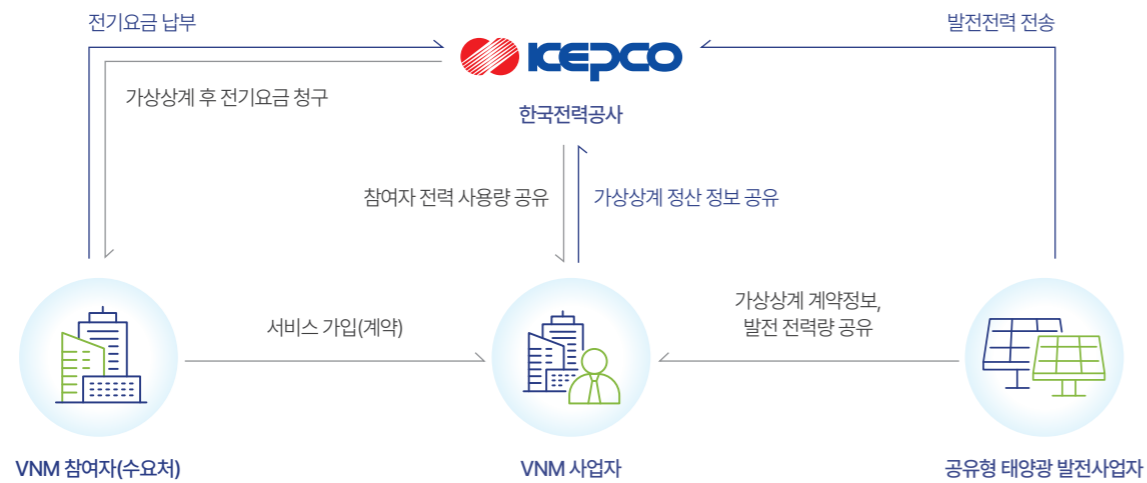 전기요금 납부
발전전력 전송
KEPCO
가상상계 후 전기요금 청구
한국전력공사
참여자 전력 사용량 공유
가상상계 정산 정보 공유
서비스 가입(계약)
가상상계 계약정보,
발전 전력량 공유
VNM 참여자(수요처)
VNM 사업자
공유형 태양광 발전사업자